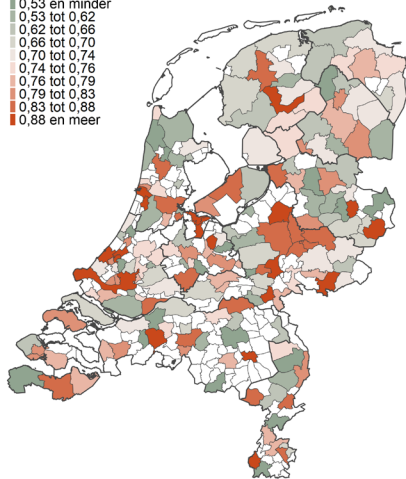 0,53 en minder
0,53 tot 0,62
0,62 tot 0,66
0,66 tot 0,70
0,70 tot 0,74
0,74 tot 0,76
0,76 tot 0,79
0,79 tot 0,83
0,83 tot 0,88
0,88 en meer